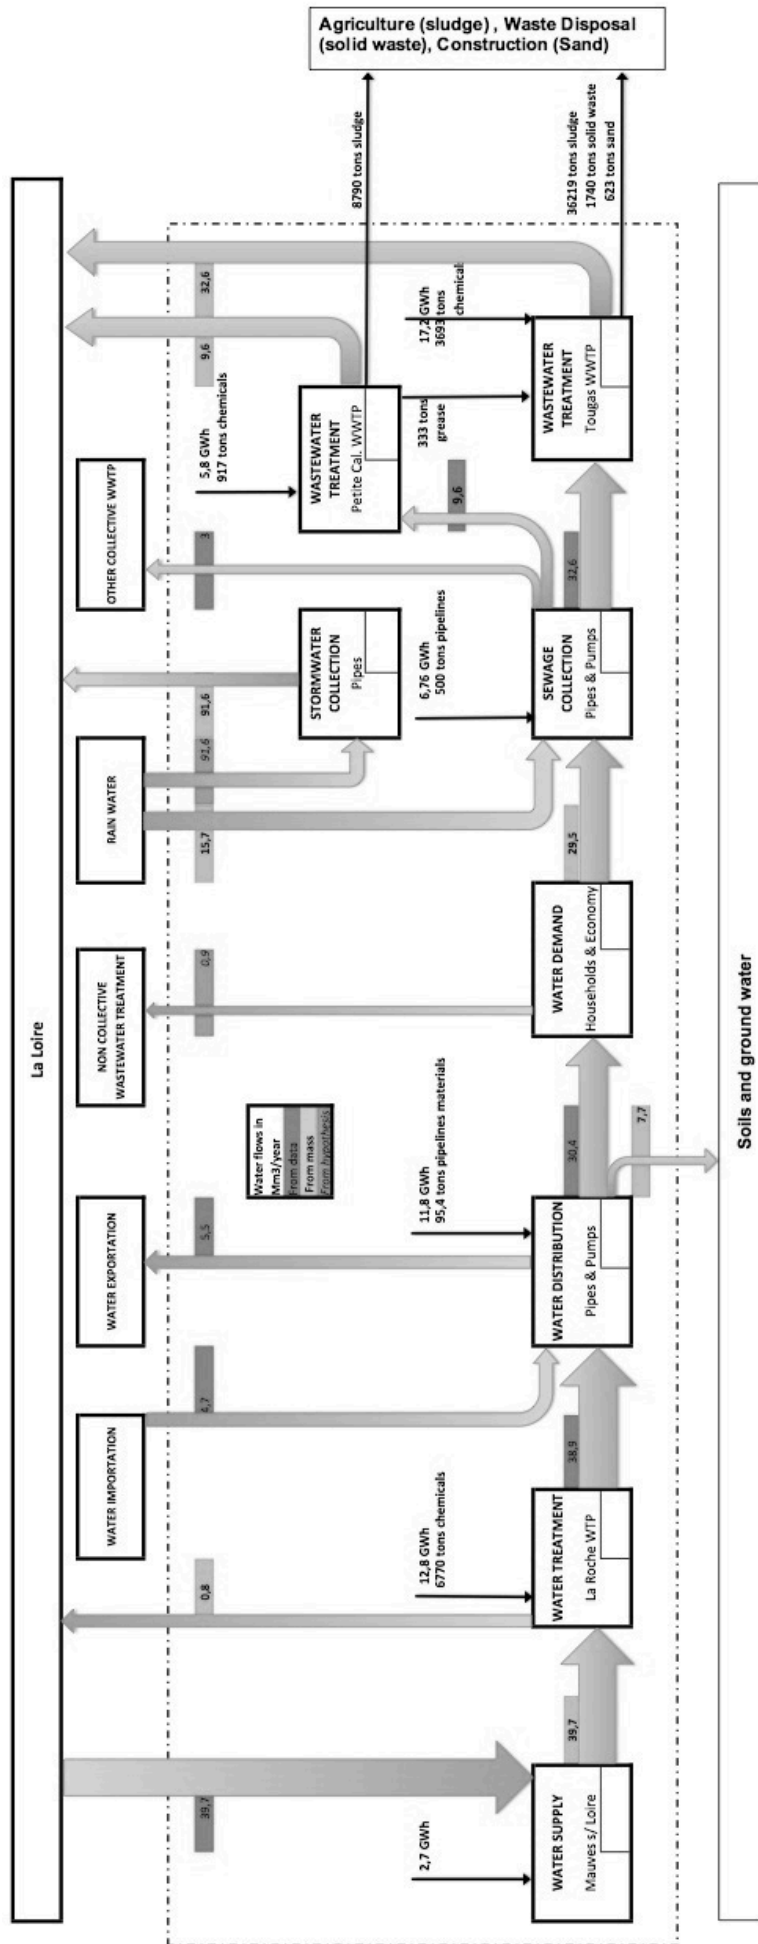 Agriculture (sludge) , Waste Disposal
(solid waste), Construction (Sand)
La Loire
WATER IMPORTATION
WATER EXPORTATION
NON COLLECTIVE
WASTEWATER TREATMENT
RAIN WATER
OTHER COLLECTIVE WWTP
39,7
0,8
4,7
5,5
0,9
15,7
91,6
91,6
3
9,6
32,6
5,8 GWh
917 tons chemicals
8790 tons sludge
36219 tons sludge
1740 tons solid waste
623 tons sand
Water flows in
Mm3/year
From data
From mass
From hypothesis
STORMWATER
COLLECTION
Pipes
WASTEWATER
TREATMENT
Petite Cal. WWTP
2,7 GWh
12,8 GWh
6770 tons chemicals
11,8 GWh
95,4 tons pipelines materials
6,76 GWh
500 tons pipelines
333 tons
grease
17,2 GWh
3693 tons
chemicals
9,6
WATER SUPPLY
Mauves s/ Loire
39,7
WATER TREATMENT
La Roche WTP
38,9
WATER DISTRIBUTION
Pipes & Pumps
30,4
7,7
WATER DEMAND
Households & Economy
29,5
SEWAGE
COLLECTION
Pipes & Pumps
32,6
WASTEWATER
TREATMENT
Tougas WWTP
Soils and ground water